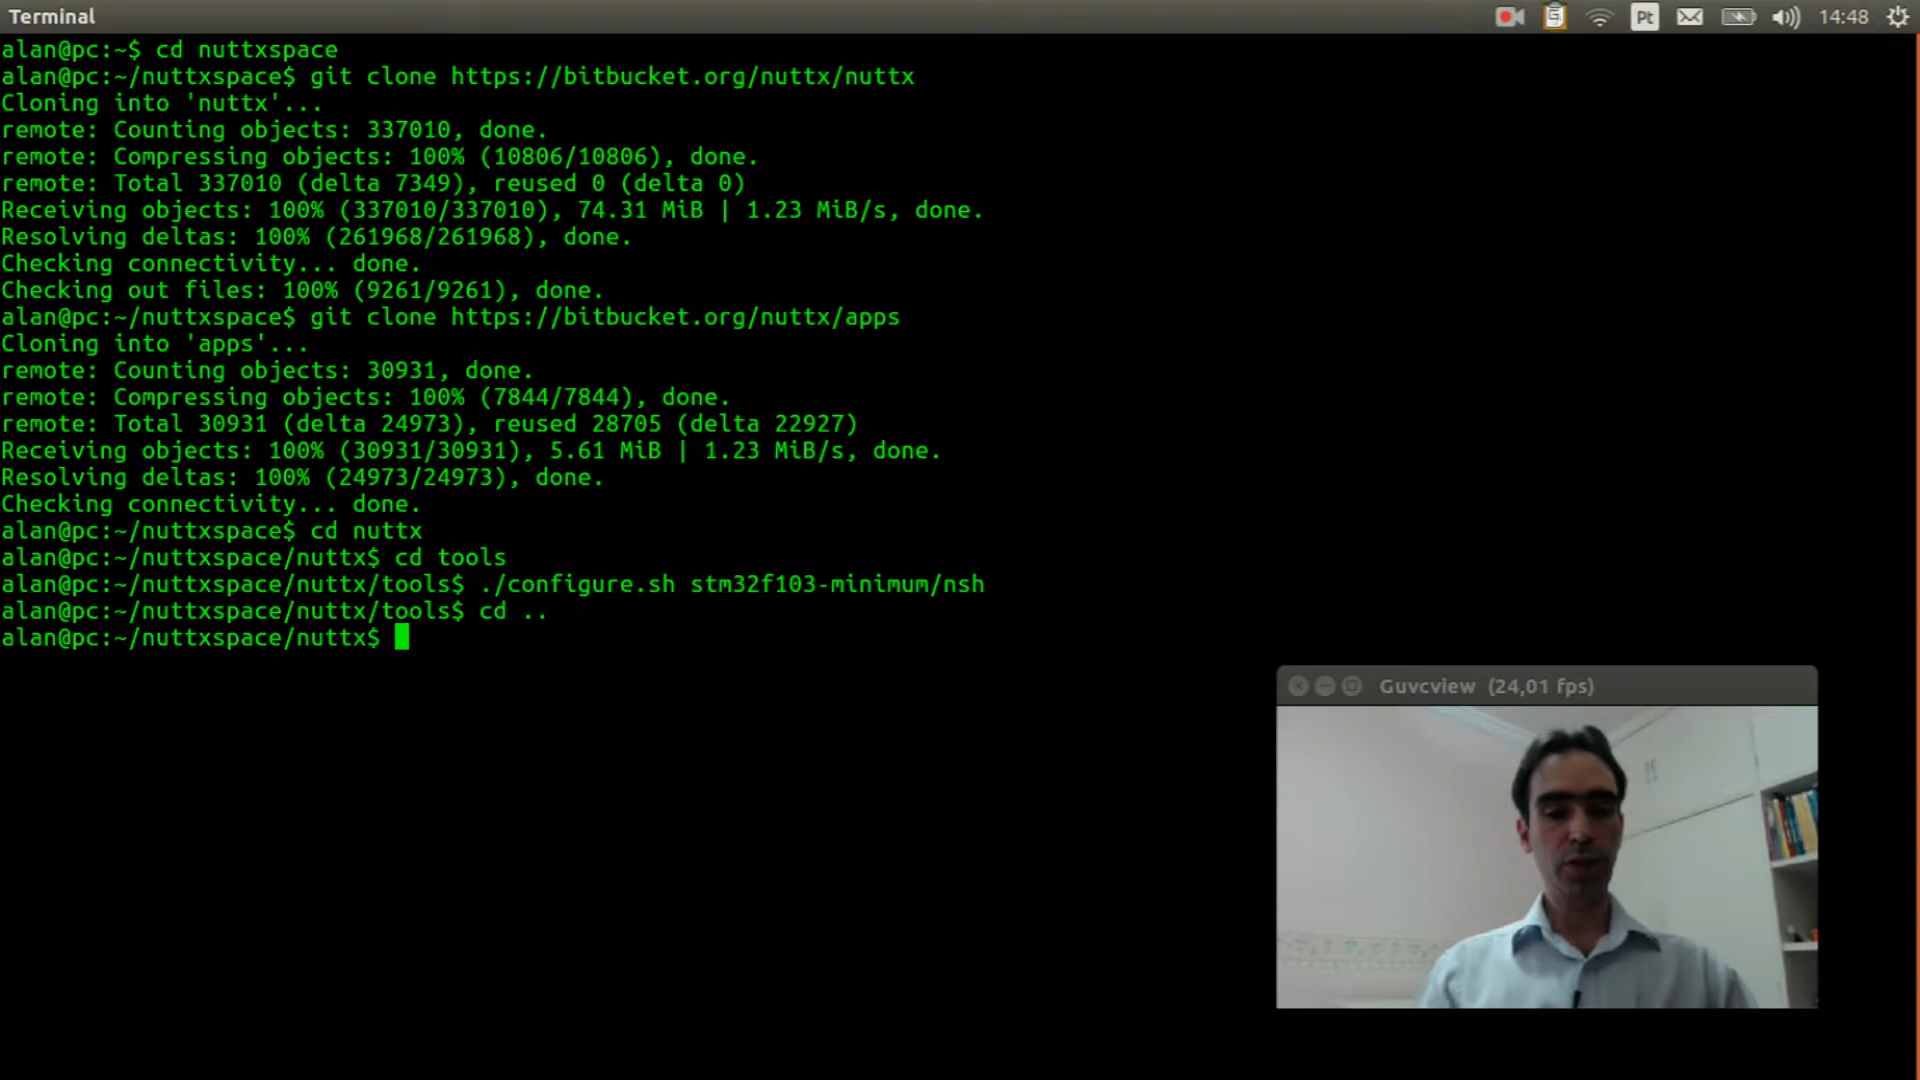 Terminal
Pt
14:48
alan@pc:~$ cd nuttxspace
alan@pc:~/nuttxspace$ git clone https://bitbucket.org/nuttx/nuttx
Cloning into 'nuttx'...
remote: Counting objects: 337010, done.
remote: Compressing objects: 100% (10806/10806), done.
remote: Total 337010 (delta 7349), reused 0 (delta 0)
Receiving objects: 100% (337010/337010), 74.31 MiB | 1.23 MiB/s, done.
Resolving deltas: 100% (261968/261968), done.
Checking connectivity... done.
Checking out files: 100% (9261/9261), done.
alan@pc:~/nuttxspace$ git clone https://bitbucket.org/nuttx/apps
Cloning into 'apps'...
remote: Counting objects: 30931, done.
remote: Compressing objects: 100% (7844/7844), done.
remote: Total 30931 (delta 24973), reused 28705 (delta 22927)
Receiving objects: 100% (30931/30931), 5.61 MiB | 1.23 MiB/s, done.
Resolving deltas: 100% (24973/24973), done.
Checking connectivity... done.
alan@pc:~/nuttxspace$ cd nuttx
alan@pc:~/nuttxspace/nuttx$ cd tools
alan@pc:~/nuttxspace/nuttx/tools$ ./configure.sh stm32f103-minimum/nsh
alan@pc:~/nuttxspace/nuttx/tools$ cd ..
alan@pc:~/nuttxspace/nuttx$
Guvcview (24,01 fps)